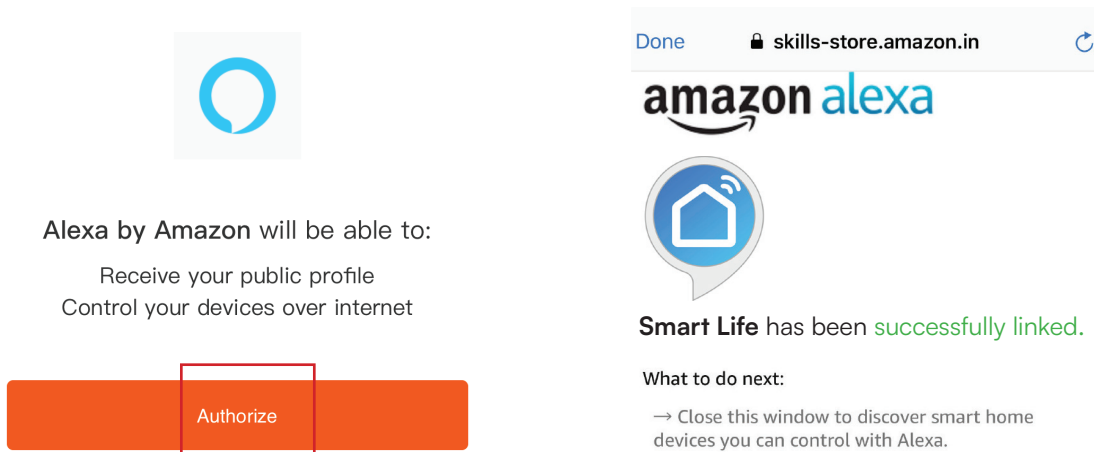 Alexa by Amazon will be able to:
Receive your public profile
Control your devices over internet
Authorize
Done
skills-store.amazon.in
amazon alexa
Smart Life has been successfully linked.
What to do next:
→ Close this window to discover smart home
devices you can control with Alexa.